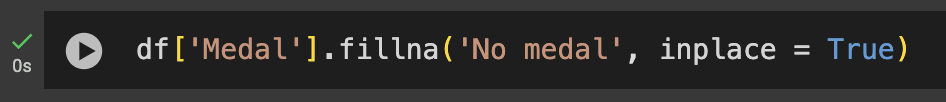 df['Medal'].fillna('No medal', inplace = True)
0s